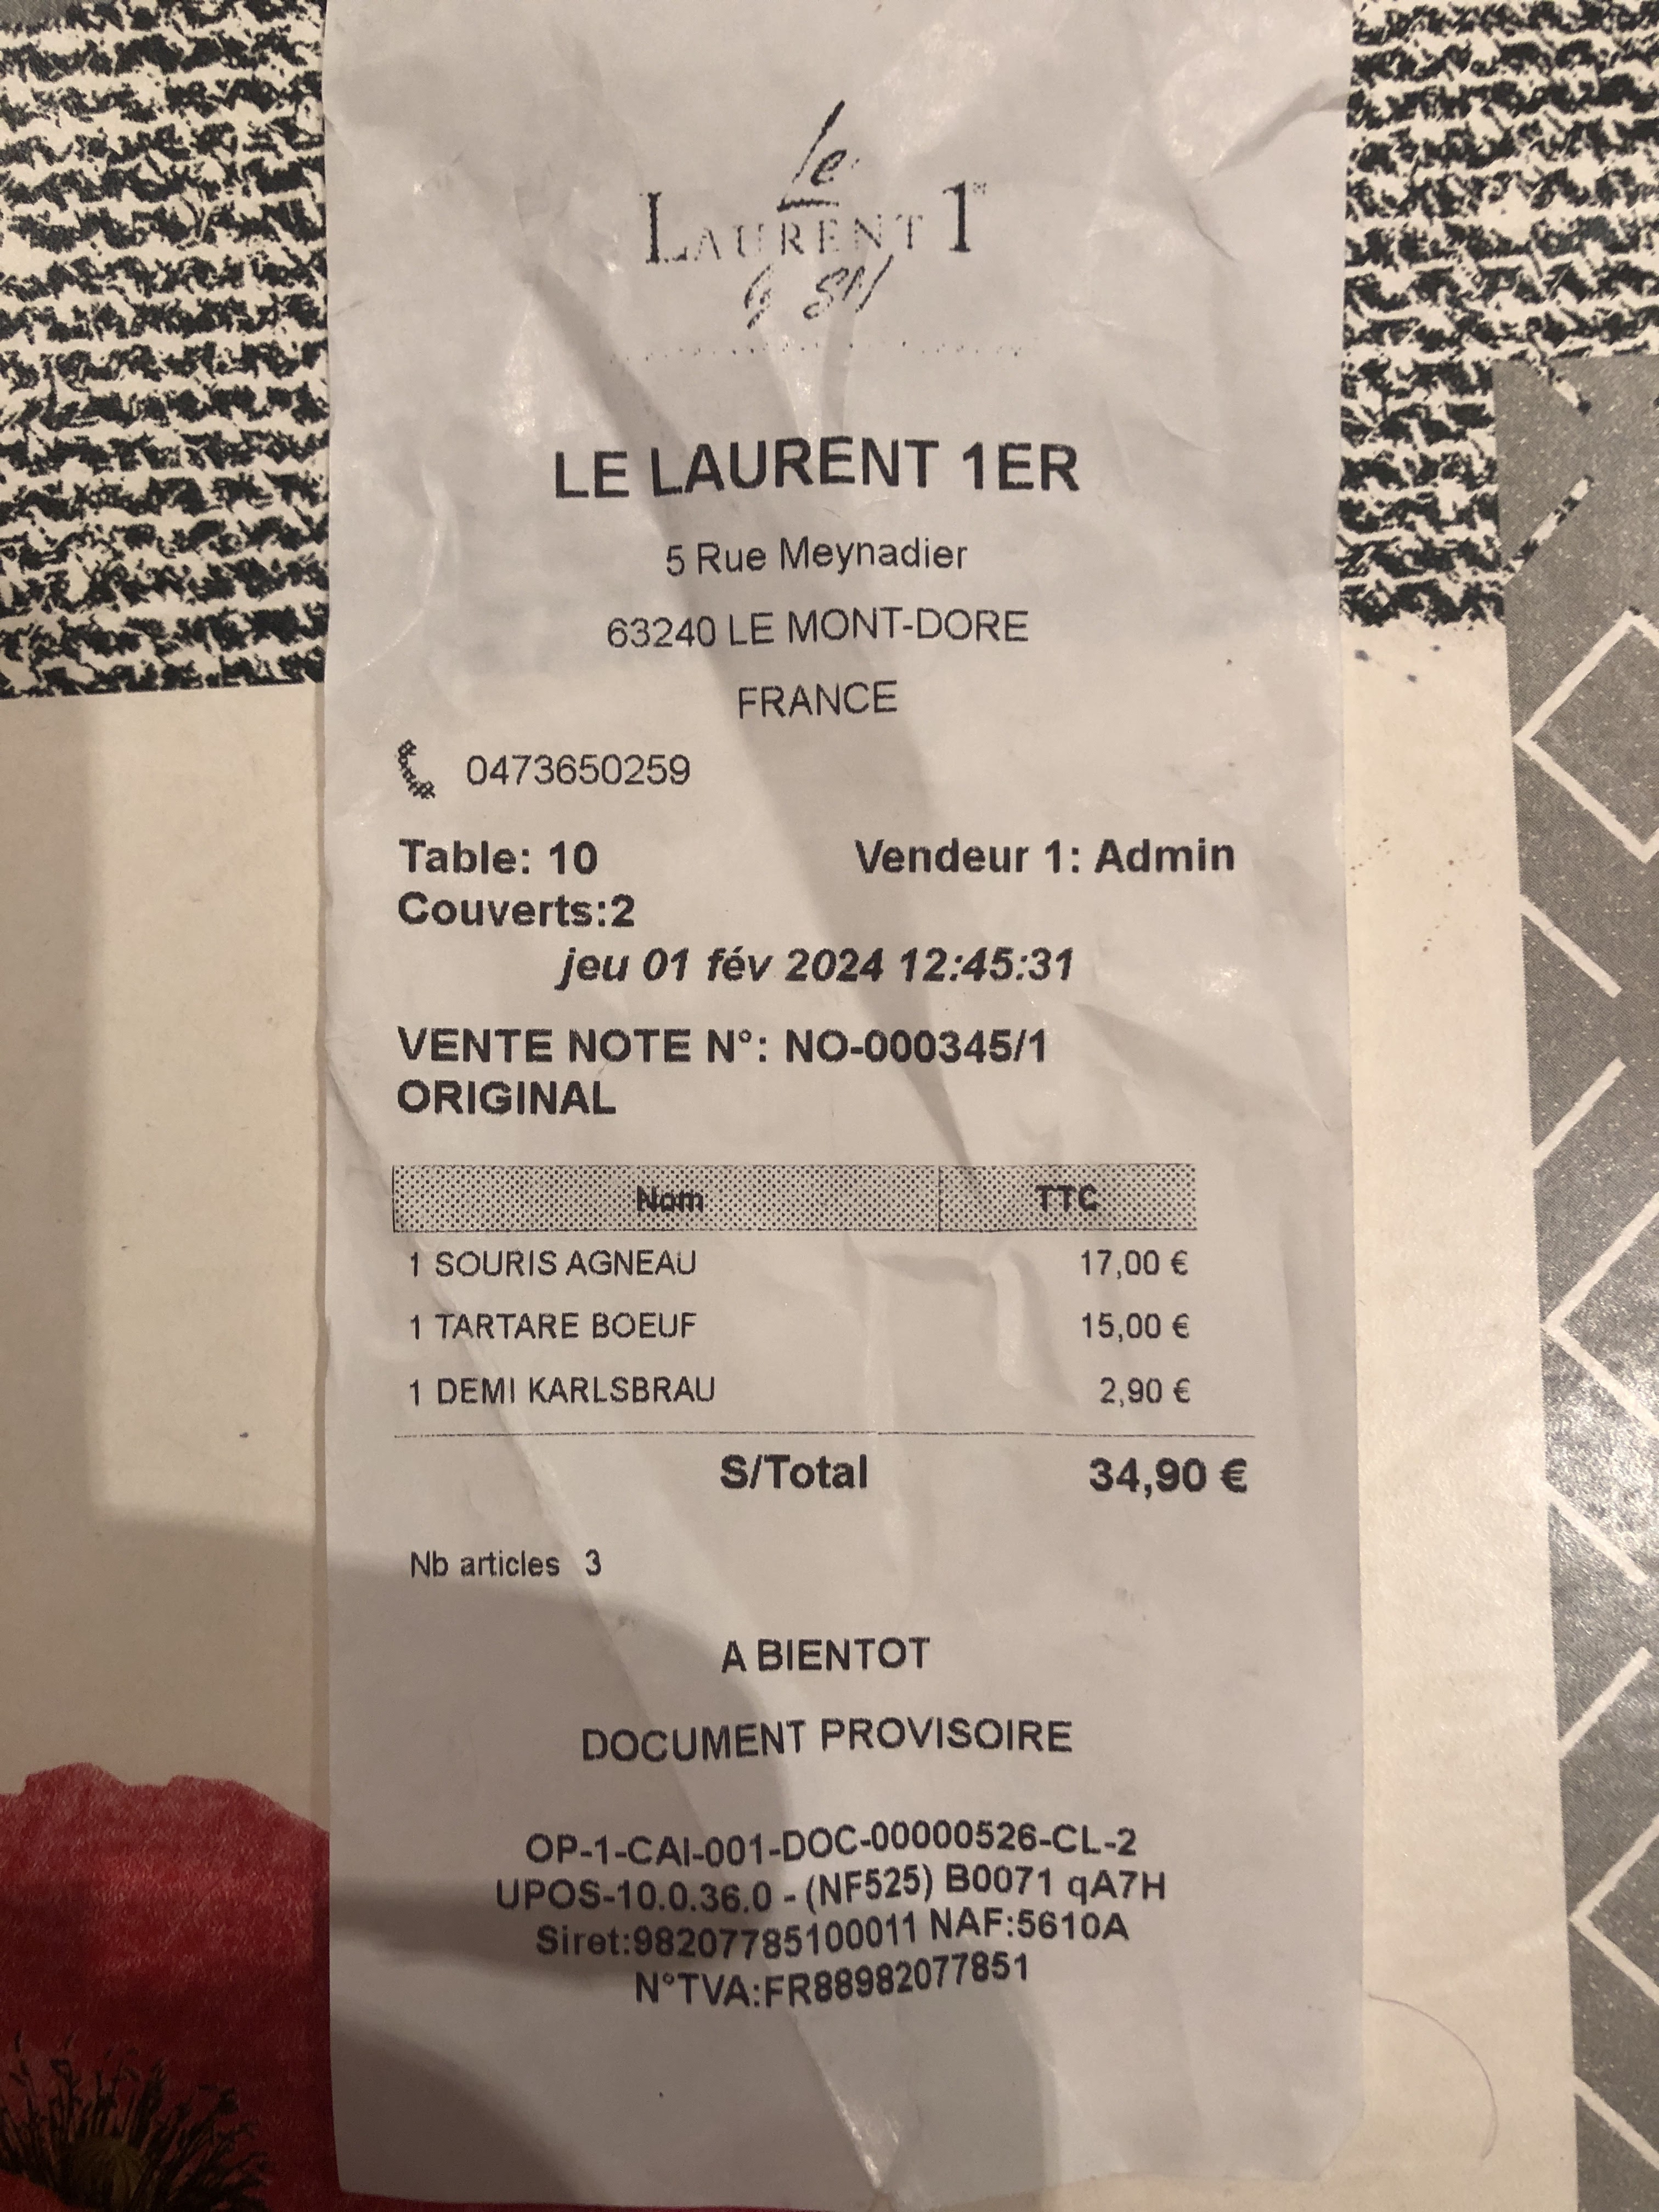 le
LAURENT 1er
LE LAURENT 1ER
5 Rue Meynadier
63240 LE MONT-DORE
FRANCE
0473650259
Table: 10 Vendeur 1: Admin
Couverts:2
jeu 01 fév 2024 12:45:31
VENTE NOTE N°: NO-000345/1
ORIGINAL
Nom TTC
1 SOURIS AGNEAU 17,00 €
1 TARTARE BOEUF 15,00 €
1 DEMI KARLSBRAU 2,90 €
S/Total 34,90 €
Nb articles 3
A BIENTOT
DOCUMENT PROVISOIRE
OP-1-CAI-001-DOC-00000526-CL-2
UPOS-10.0.36.0 - (NF525) B0071 qA7H
Siret:98207785100011 NAF:5610A
N°TVA:FR88982077851